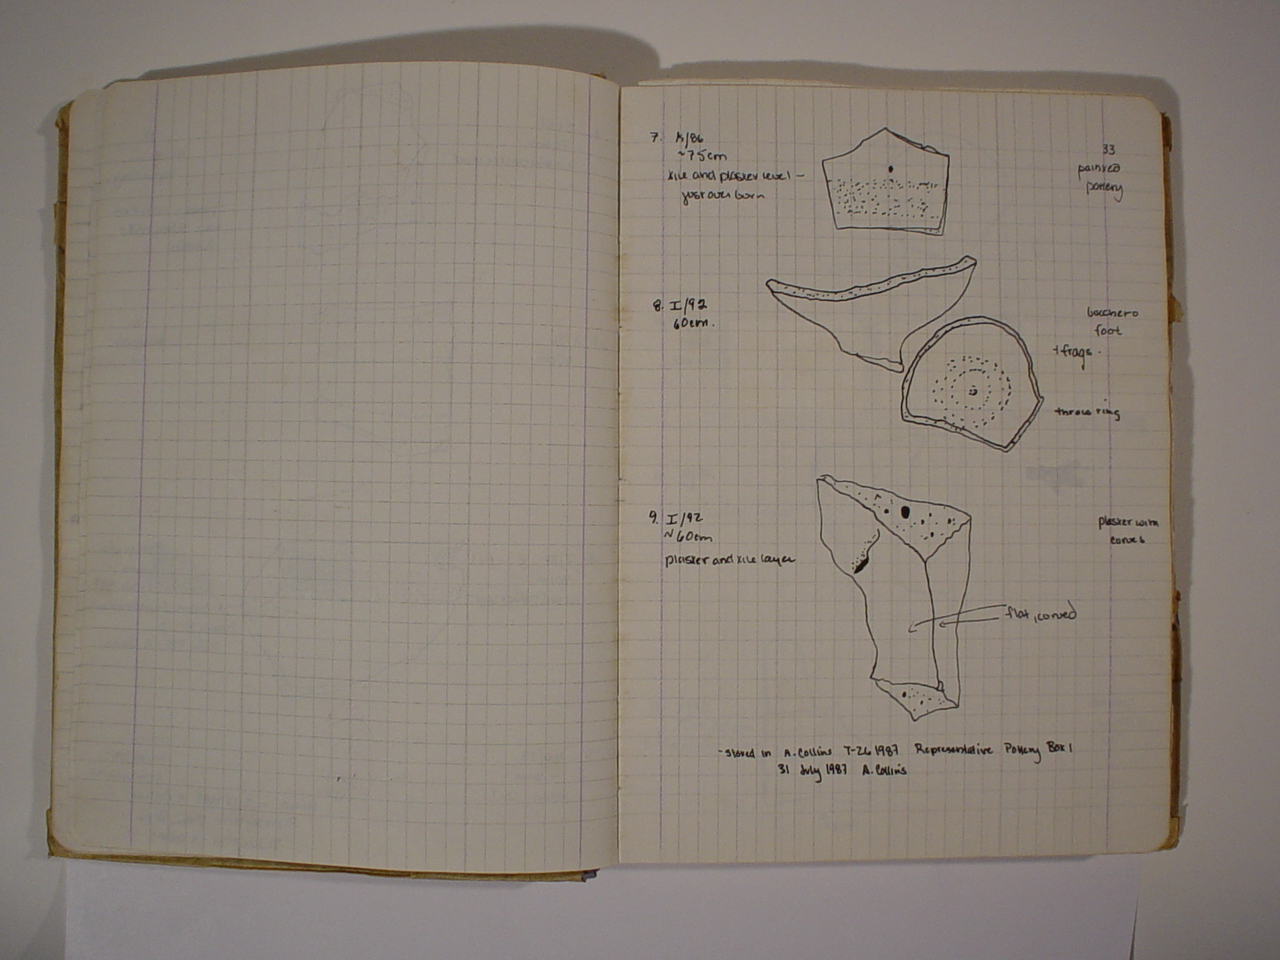 33
7. K/86
~75cm
tile and plaster level –
just over burn
painted
pottery
8. I/92
60cm.
bucchero
foot
+ frags.
throw ring
9. I/92
~60cm
plaster and tile layer
plaster with
curves
flat, curved
- stored in A. Collins T-26 1987 Representative Pottery Box 1
31 July 1987 A. Collins